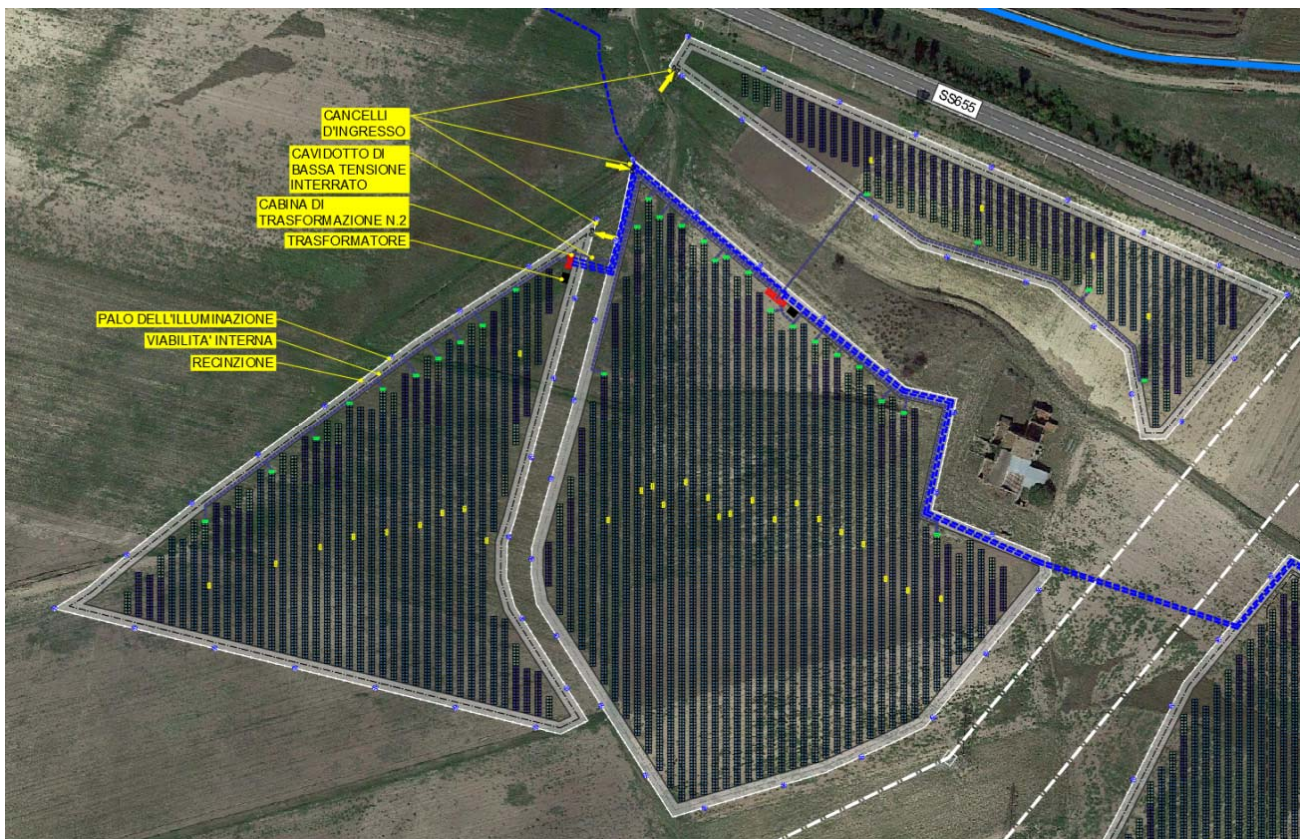 SS655
CANCELLI
D'INGRESSO
CAVIDOTTO DI
BASSA TENSIONE
INTERRATO
CABINA DI
TRASFORMAZIONE N.2
TRASFORMATORE
PALO DELL'ILLUMINAZIONE
VIABILITA' INTERNA
RECINZIONE